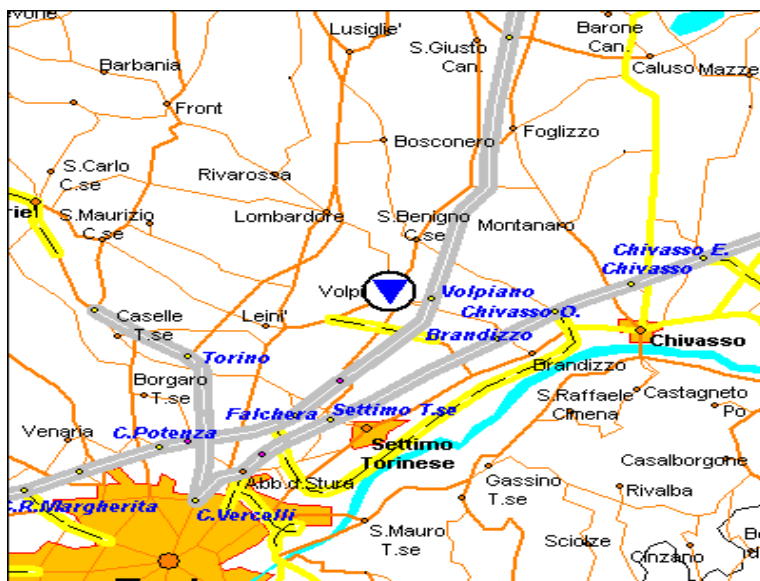 Lusiglie'
Barone
Can.
S.Giusto
Can.
Barbania
Caluso
Mazze
Front
Foglizzo
Bosconero
S.Carlo
C.se
Rivarossa
riel
S.Maurizio
C.se
Lombardore
S.Benigno
C.se
Montanaro
Chivasso E.
Chivasso
Volpi
Volpiano
Chivasso O.
Caselle
T.se
Leini'
Brandizzo
Chivasso
Torino
Brandizzo
Borgaro
T.se
S.Raffaele
Cimena
Castagneto
Po
Falchera
Settimo T.se
Venaria
C.Potenza
Settimo
Torinese
Casalborgone
Abb.d.Stura
Gassino
T.se
Rivalba
C.R.Margherita
C.Vercelli
S.Mauro
T.se
Sciolze
Cinzano